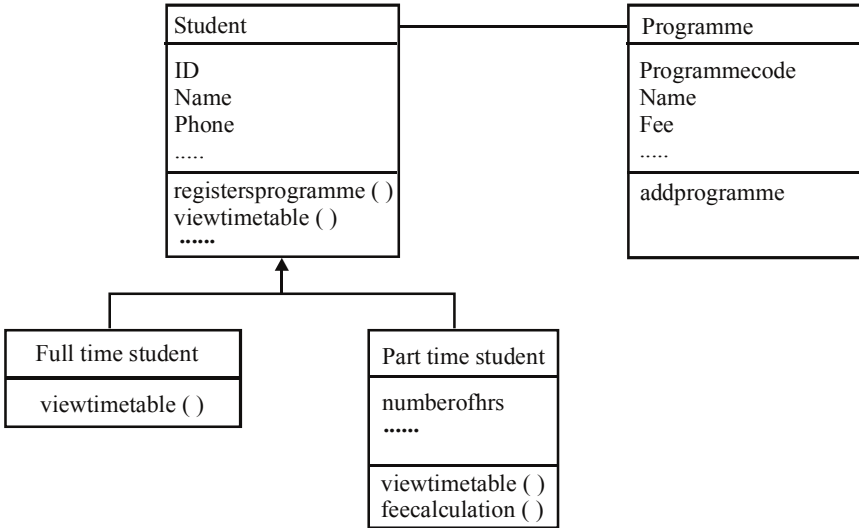 Student
ID
Name
Phone
.....
registersprogramme ( )
viewtimetable ( )
......
Programme
Programmecode
Name
Fee
.....
addprogramme
Full time student
viewtimetable ( )
Part time student
numberofhrs
......
viewtimetable ( )
feecalculation ( )